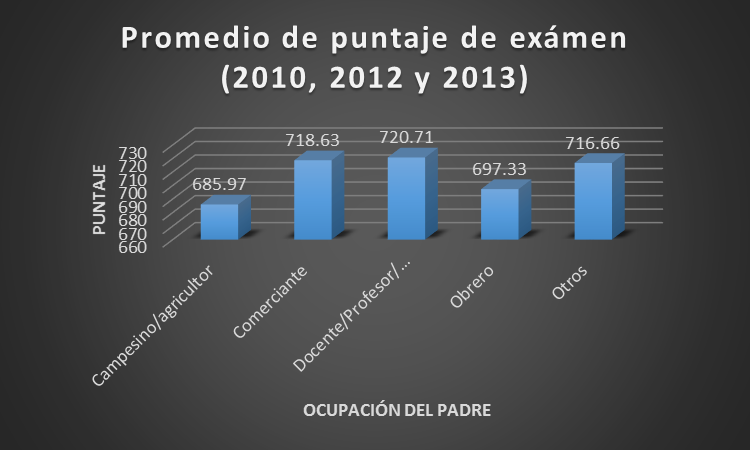 Promedio de puntaje de exámen
(2010, 2012 y 2013)
PUNTAJE
730
720
710
700
690
680
670
660
685.97
718.63
720.71
697.33
716.66
Campesino/agricultor
Comerciante
Docente/Profesor/…
Obrero
Otros
OCUPACIÓN DEL PADRE